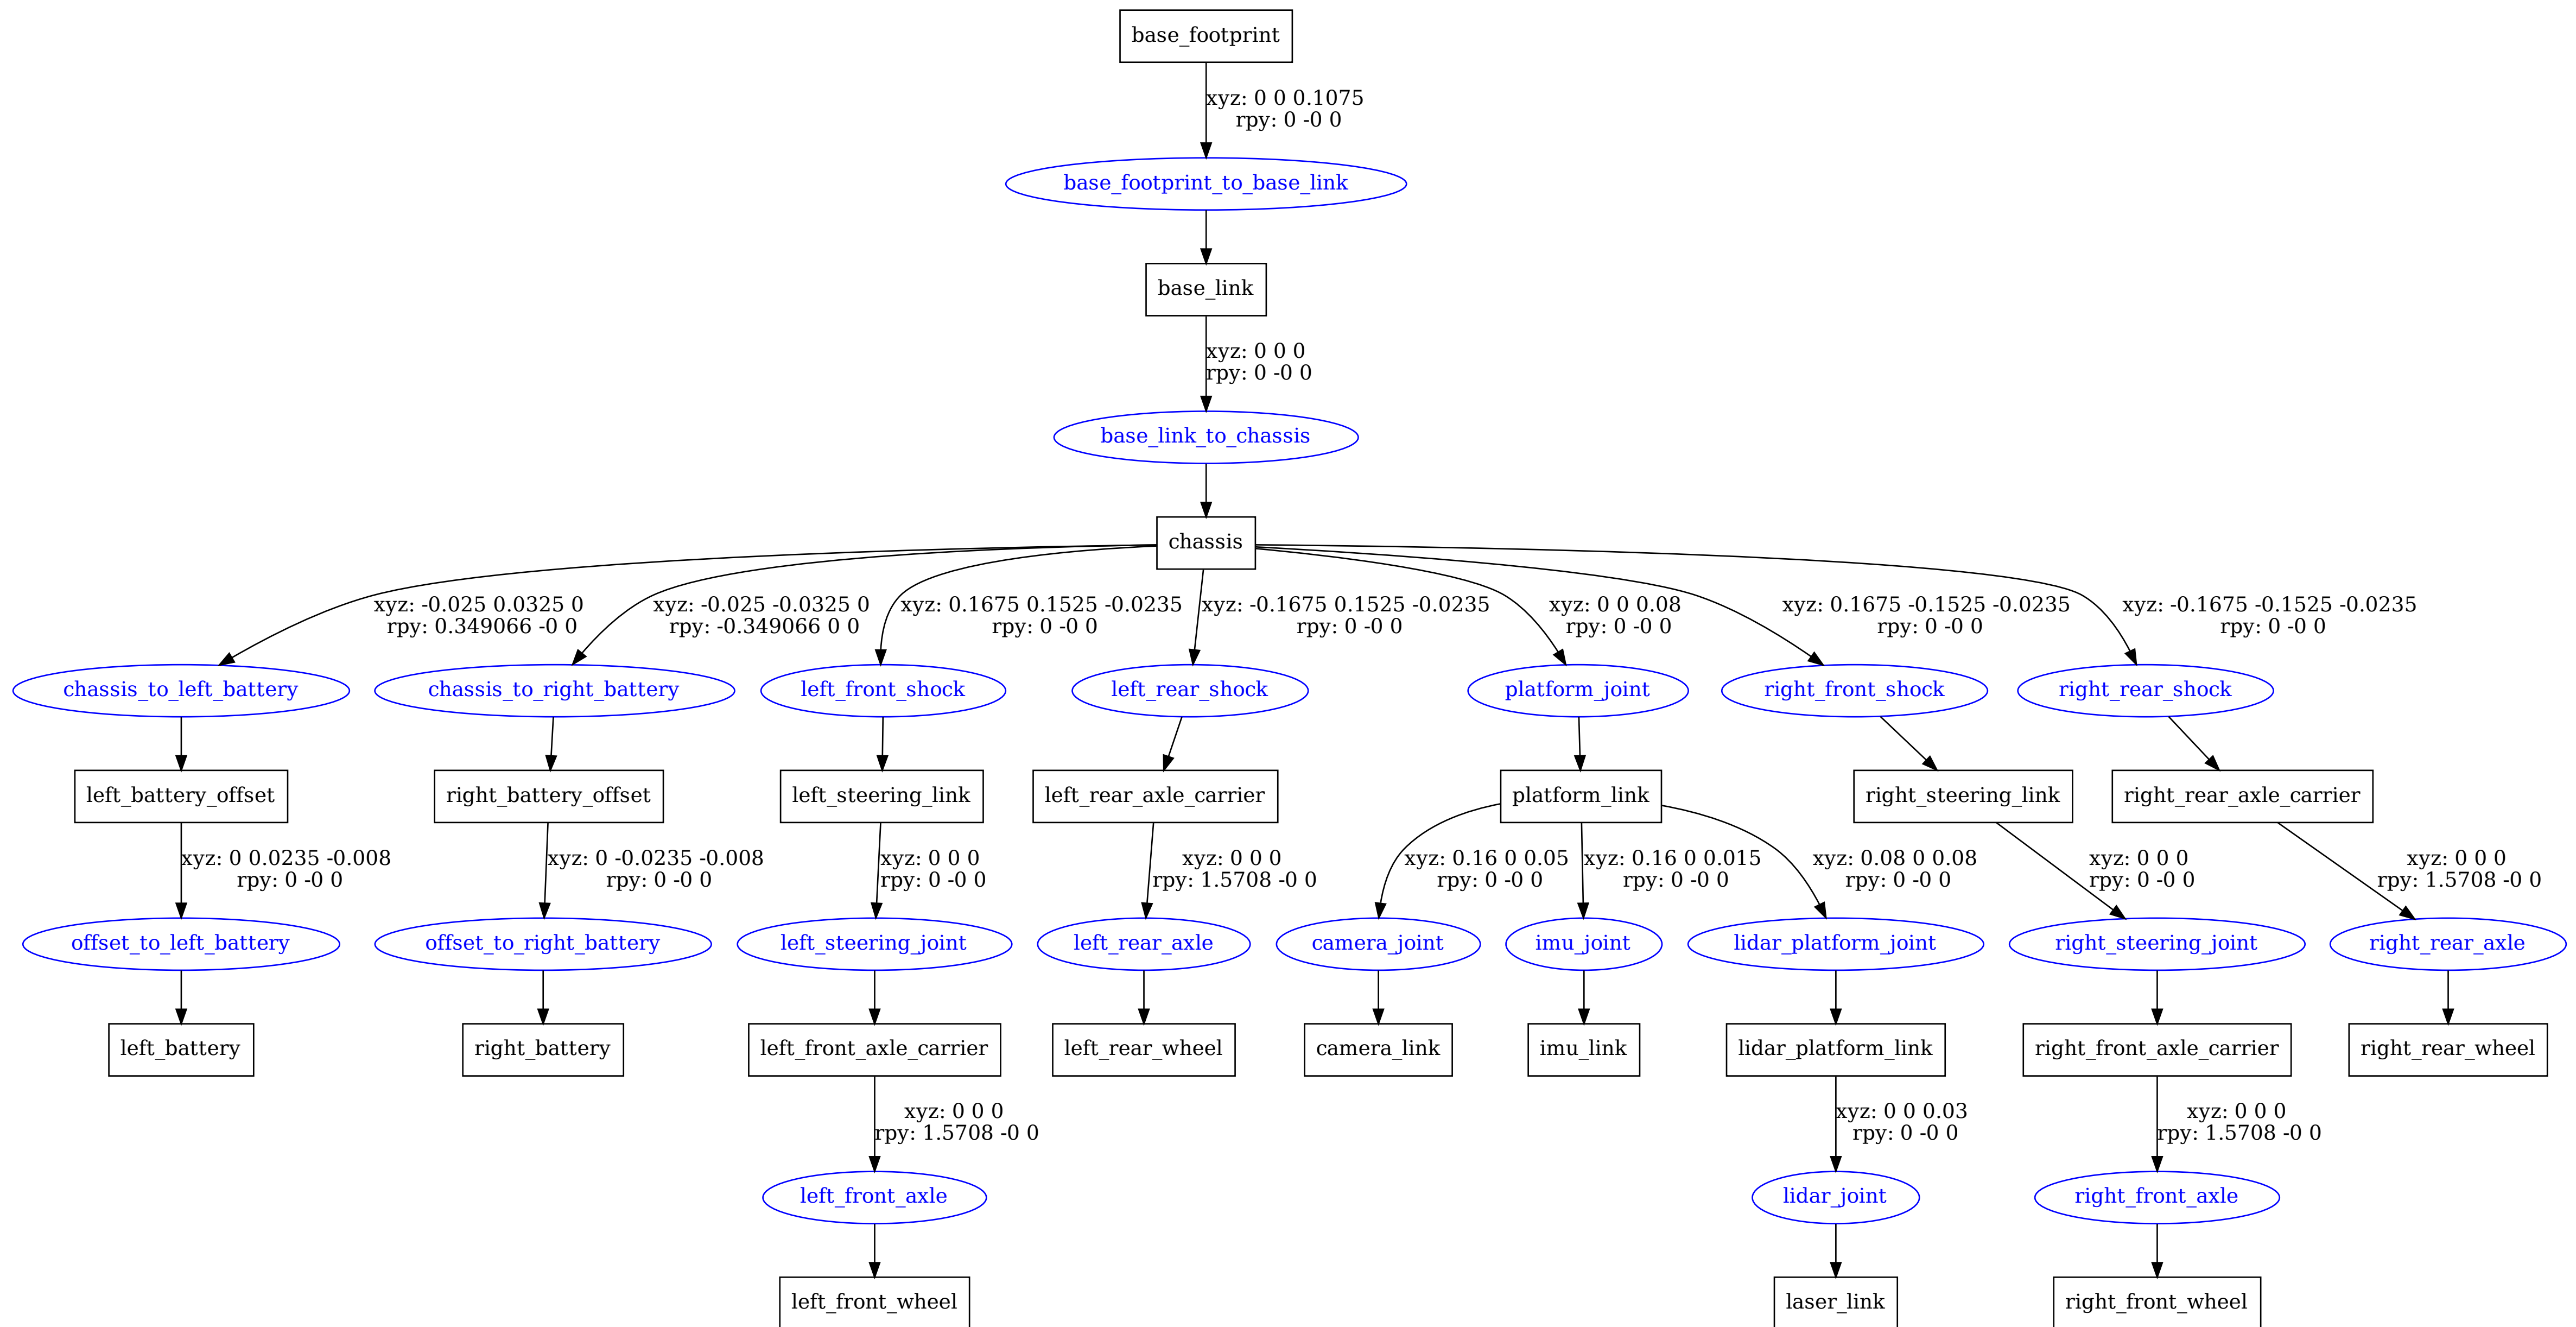 base_footprint
xyz: 0 0 0.1075
rpy: 0 -0 0
base_footprint_to_base_link
base_link
xyz: 0 0 0
rpy: 0 -0 0
base_link_to_chassis
chassis
xyz: -0.025 0.0325 0
rpy: 0.349066 -0 0
xyz: -0.025 -0.0325 0
rpy: -0.349066 0 0
xyz: 0.1675 0.1525 -0.0235
rpy: 0 -0 0
xyz: -0.1675 0.1525 -0.0235
rpy: 0 -0 0
xyz: 0 0 0.08
rpy: 0 -0 0
xyz: 0.1675 -0.1525 -0.0235
rpy: 0 -0 0
xyz: -0.1675 -0.1525 -0.0235
rpy: 0 -0 0
chassis_to_left_battery
chassis_to_right_battery
left_front_shock
left_rear_shock
platform_joint
right_front_shock
right_rear_shock
left_battery_offset
right_battery_offset
left_steering_link
left_rear_axle_carrier
platform_link
right_steering_link
right_rear_axle_carrier
xyz: 0 0.0235 -0.008
rpy: 0 -0 0
xyz: 0 -0.0235 -0.008
rpy: 0 -0 0
xyz: 0 0 0
rpy: 0 -0 0
xyz: 0 0 0
rpy: 1.5708 -0 0
xyz: 0.16 0 0.05
rpy: 0 -0 0
xyz: 0.16 0 0.015
rpy: 0 -0 0
xyz: 0.08 0 0.08
rpy: 0 -0 0
xyz: 0 0 0
rpy: 0 -0 0
xyz: 0 0 0
rpy: 1.5708 -0 0
offset_to_left_battery
offset_to_right_battery
left_steering_joint
left_rear_axle
camera_joint
imu_joint
lidar_platform_joint
right_steering_joint
right_rear_axle
left_battery
right_battery
left_front_axle_carrier
left_rear_wheel
camera_link
imu_link
lidar_platform_link
right_front_axle_carrier
right_rear_wheel
xyz: 0 0 0
rpy: 1.5708 -0 0
xyz: 0 0 0.03
rpy: 0 -0 0
xyz: 0 0 0
rpy: 1.5708 -0 0
left_front_axle
lidar_joint
right_front_axle
left_front_wheel
laser_link
right_front_wheel